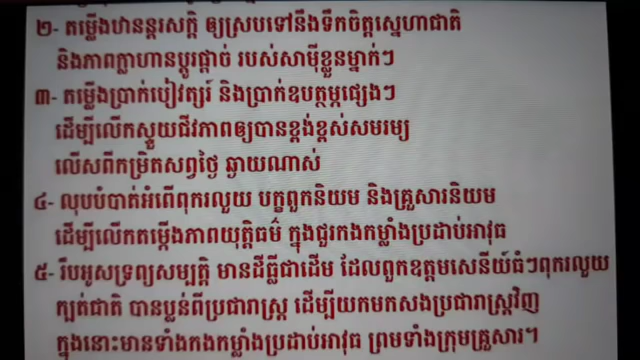 ២- តម្លើងឋានន្តរសក្ដិ ឲ្យស្របទៅនឹងទឹកចិត្តស្នេហាជាតិ
និងភាពក្លាហានប្ដូរផ្ដាច់ របស់សាម៉ីខ្លួនម្នាក់ៗ
៣- តម្លើងប្រាក់បៀវត្សរ៍ និងប្រាក់ឧបត្ថម្ភផ្សេងៗ
ដើម្បីលើកស្ទួយជីវភាពឲ្យបានខ្ពង់ខ្ពស់សមរម្យ
លើសពីកម្រិតសព្វថ្ងៃ ឆ្ងាយណាស់
៤- លុបបំបាត់អំពើពុករលួយ បក្ខពួកនិយម និងគ្រួសារនិយម
ដើម្បីលើកតម្កើងភាពយុត្តិធម៌ ក្នុងជួរកងកម្លាំងប្រដាប់អាវុធ
៥- រឹបអូសទ្រព្យសម្បត្តិ មានដីធ្លីជាដើម ដែលពួកឧត្តមសេនីយ៍ធំៗពុករលួយ
ក្បត់ជាតិ បានប្លន់ពីប្រជារាស្ត្រ ដើម្បីយកមកសងប្រជារាស្ត្រវិញ
ក្នុងនោះមានទាំងកងកម្លាំងប្រដាប់អាវុធ ព្រមទាំងក្រុមគ្រួសារ។